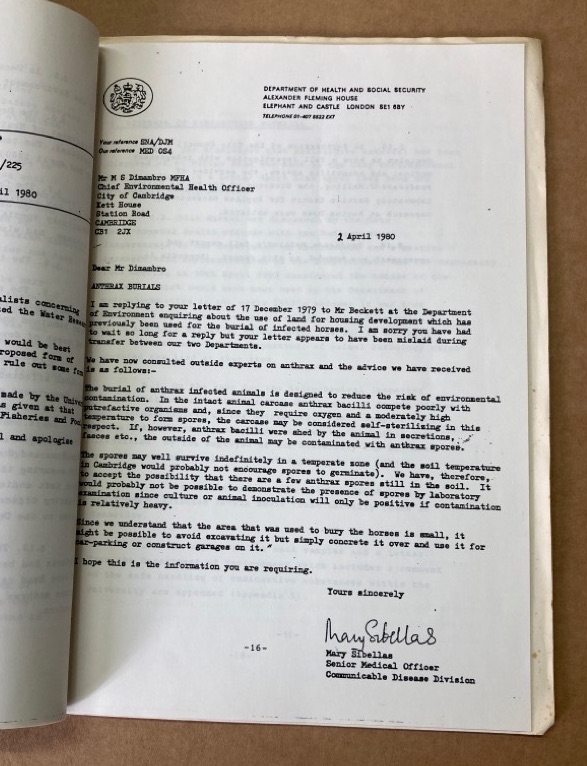 /225
ril 1980
alists concerning
ted the Water Resea
would be best
roposed form of
rule out some
made by the Univer
s given at that
Fisheries and Foo
l and apologise
DEPARTMENT OF HEALTH AND SOCIAL SECURITY
ALEXANDER FLEMING HOUSE
ELEPHANT AND CASTLE LONDON SE1 6BY
TELEPHONE 01-407 5522 EXT
Your reference ENA/DJM
Our reference MED OS4
Mr M S Dimambro MFHA
Chief Environmental Health Officer
City of Cambridge
Kett House
Station Road
CAMBRIDGE
CB1 2JX
2 April 1980
Dear Mr Dimambro
ANTHRAX BURIALS
I am replying to your letter of 17 December 1979 to Mr Beckett at the Department
of Environment enquiring about the use of land for housing development which has
previously been used for the burial of infected horses. I am sorry you have had
to wait so long for a reply but your letter appears to have been mislaid during
transfer between our two Departments.
We have now consulted outside experts on anthrax and the advice we have received
is as follows:-
The burial of anthrax infected animals is designed to reduce the risk of environmental
contamination. In the intact animal carcase anthrax bacilli compete poorly with
putrefactive organisms and, since they require oxygen and a moderately high
temperature to form spores, the carcase may be considered self-sterilising in this
respect. If, however, anthrax bacilli were shed by the animal in secretions,
faeces etc., the outside of the animal may be contaminated with anthrax spores.
The spores may well survive indefinitely in a temperate zone (and the soil temperature
in Cambridge would probably not encourage spores to germinate). We have, therefore,
to accept the possibility that there are a few anthrax spores still in the soil. It
would probably not be possible to demonstrate the presence of spores by laboratory
examination since culture or animal inoculation will only be positive if contamination
is relatively heavy.
Since we understand that the area that was used to bury the horses is small, it
might be possible to avoid excavating it but simply concrete it over and use it for
car-parking or construct garages on it."
I hope this is the information you are requiring.
Yours sincerely
Mary Sibellas
Mary Sibellas
Senior Medical Officer
Communicable Disease Division
-16-